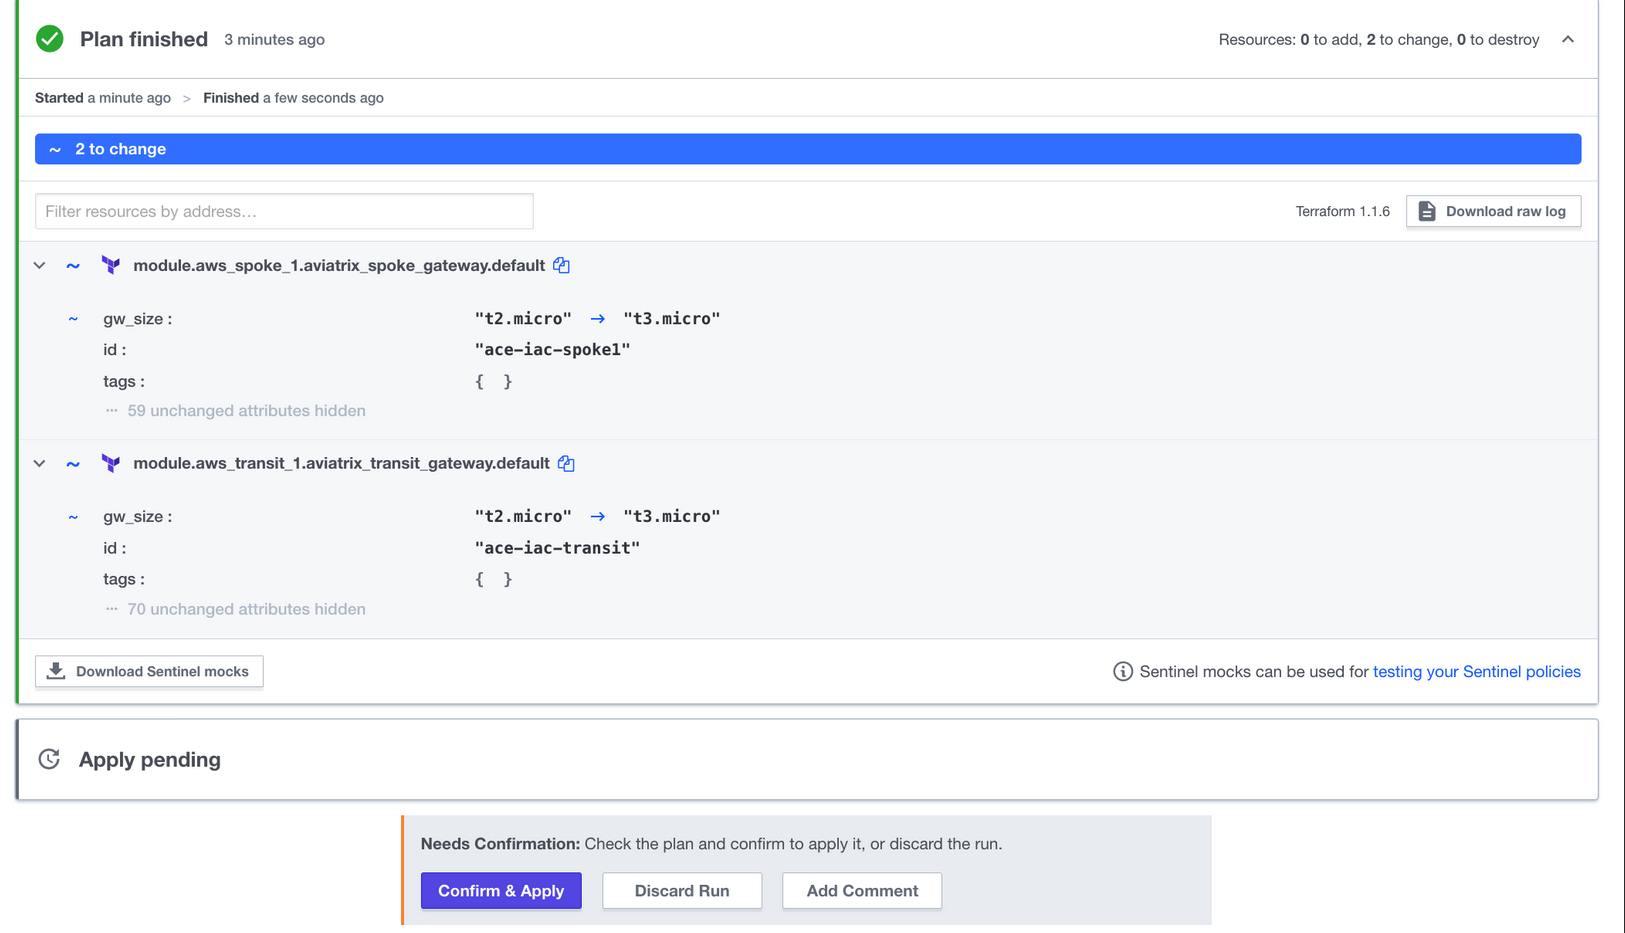 Plan finished 3 minutes ago Resources: 0 to add, 2 to change, 0 to destroy
Started a minute ago > Finished a few seconds ago
~ 2 to change
Filter resources by address… Terraform 1.1.6 Download raw log
~ module.aws_spoke_1.aviatrix_spoke_gateway.default
~ gw_size : "t2.micro" → "t3.micro"
id : "ace-iac-spoke1"
tags : { }
··· 59 unchanged attributes hidden
~ module.aws_transit_1.aviatrix_transit_gateway.default
~ gw_size : "t2.micro" → "t3.micro"
id : "ace-iac-transit"
tags : { }
··· 70 unchanged attributes hidden
Download Sentinel mocks Sentinel mocks can be used for testing your Sentinel policies
Apply pending
Needs Confirmation: Check the plan and confirm to apply it, or discard the run.
Confirm & Apply Discard Run Add Comment